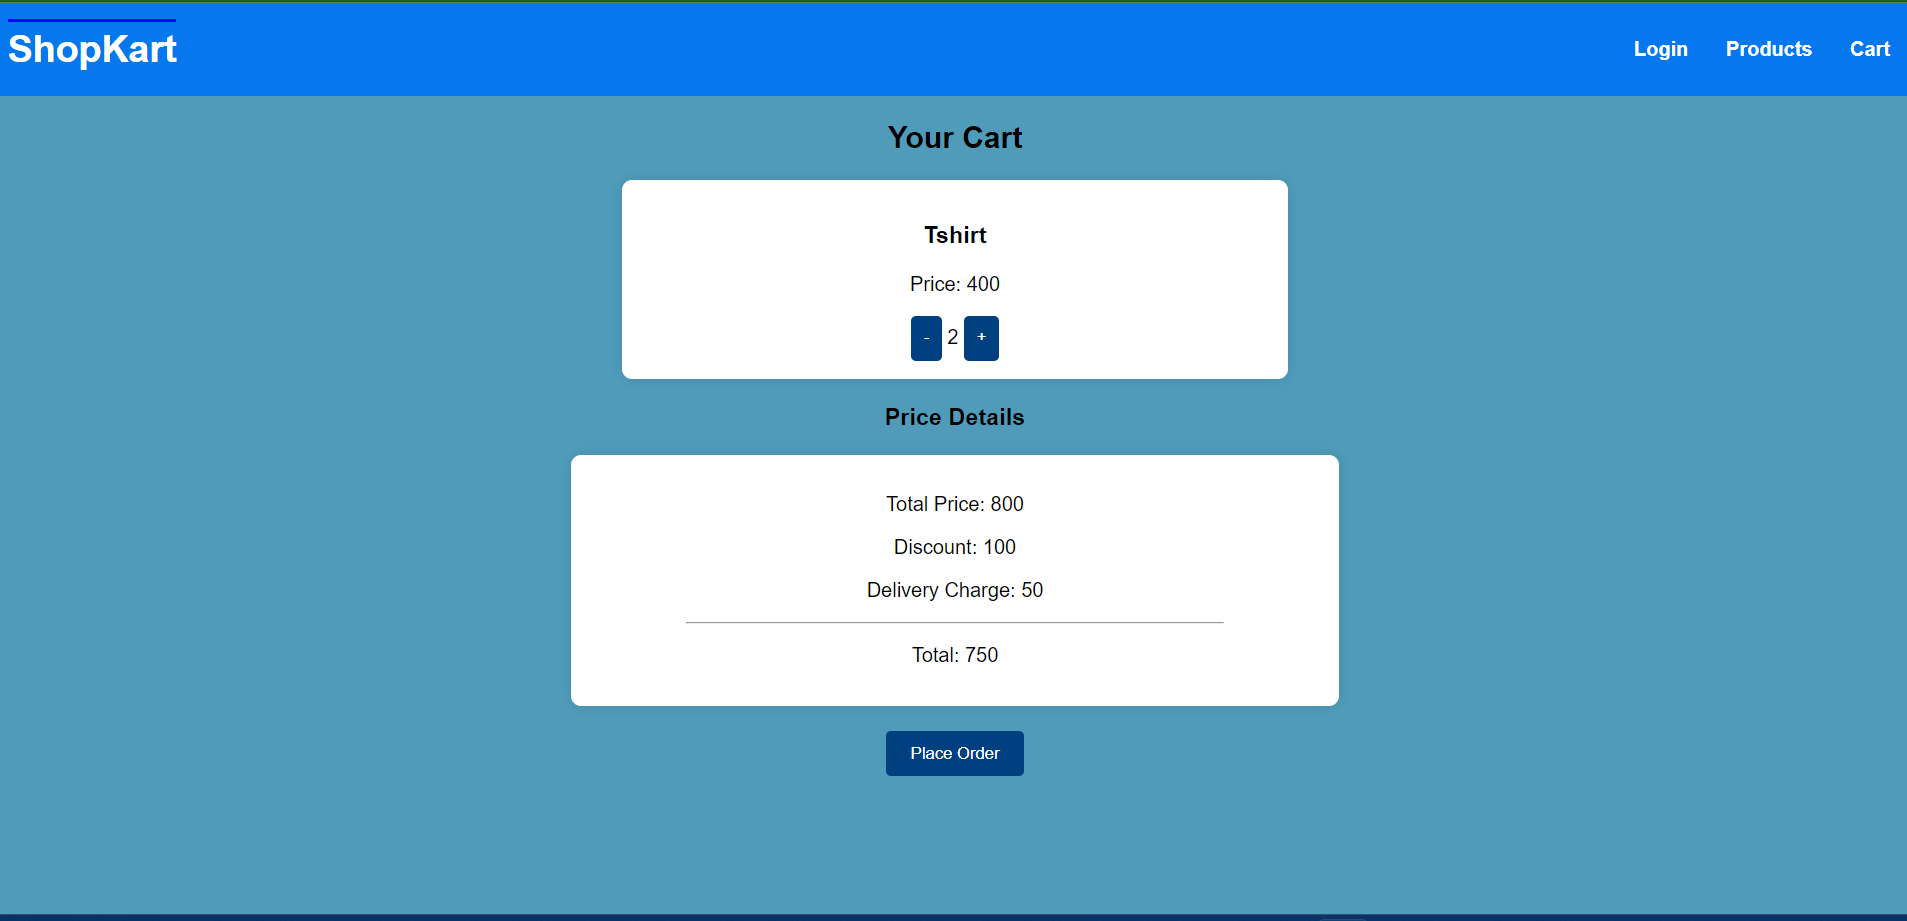 ShopKart
Login Products Cart
Your Cart
Tshirt
Price: 400
- 2 +
Price Details
Total Price: 800
Discount: 100
Delivery Charge: 50
Total: 750
Place Order